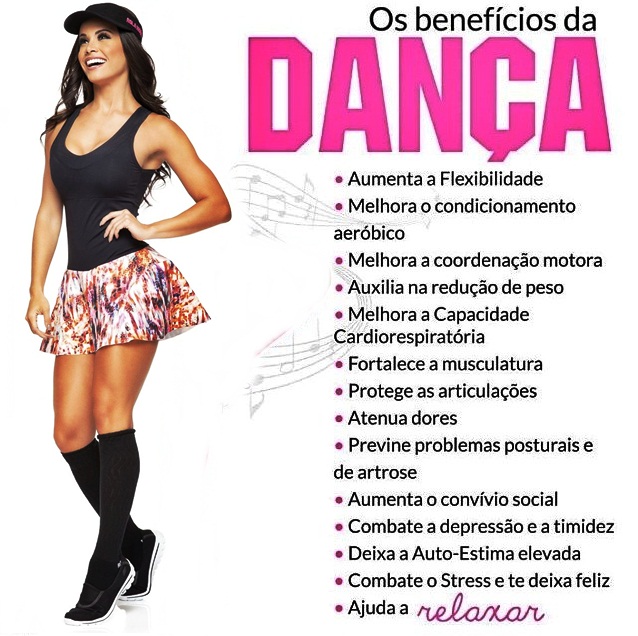 Os benefícios da
DANÇA
• Aumenta a Flexibilidade
• Melhora o condicionamento
aeróbico
• Melhora a coordenação motora
• Auxilia na redução de peso
• Melhora a Capacidade
Cardiorespiratória
• Fortalece a musculatura
• Protege as articulações
• Atenua dores
• Previne problemas posturais e
de artrose
• Aumenta o convívio social
• Combate a depressão e a timidez
• Deixa a Auto-Estima elevada
• Combate o Stress e te deixa feliz
• Ajuda a relaxar